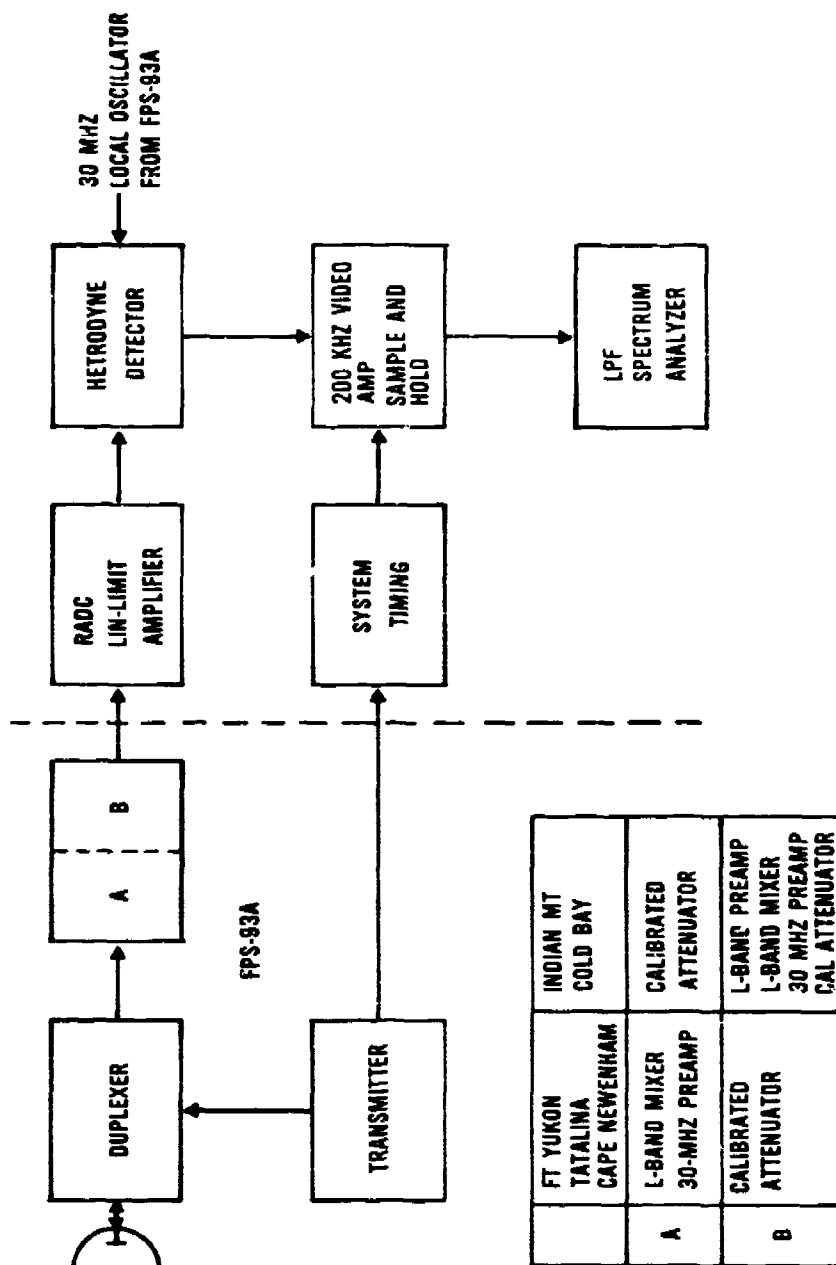 DUPLEXER
A
B
RADC
LIN-LIMIT
AMPLIFIER
HETRODYNE
DETECTOR
30 MHZ
LOCAL OSCILLATOR
FROM FPS-93A
FPS-93A
TRANSMITTER
SYSTEM
TIMING
200 KHZ VIDEO
AMP
SAMPLE AND
HOLD
LPF
SPECTRUM
ANALYZER
FT YUKON
TATALINA
CAPE NEWENHAM
INDIAN MT
COLD BAY
A
L-BAND MIXER
30-MHZ PREAMP
CALIBRATED
ATTENUATOR
B
CALIBRATED
ATTENUATOR
L-BAND PREAMP
L-BAND MIXER
30 MHZ PREAMP
CAL ATTENUATOR